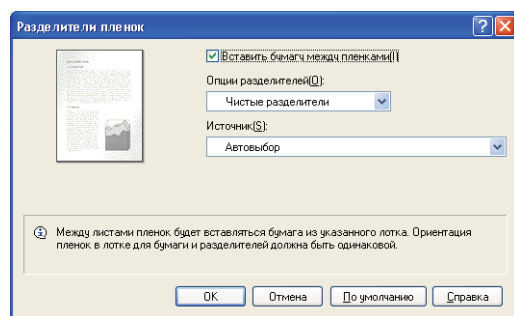 Разделители пленок
Вставить бумагу между пленками(I)
Опции разделителей(O):
Чистые разделители
Источник(S):
Автовыбор
Между листами пленок будет вставляться бумага из указанного лотка. Ориентация
пленок в лотке для бумаги и разделителей должна быть одинаковой.
OK Отмена По умолчанию Справка